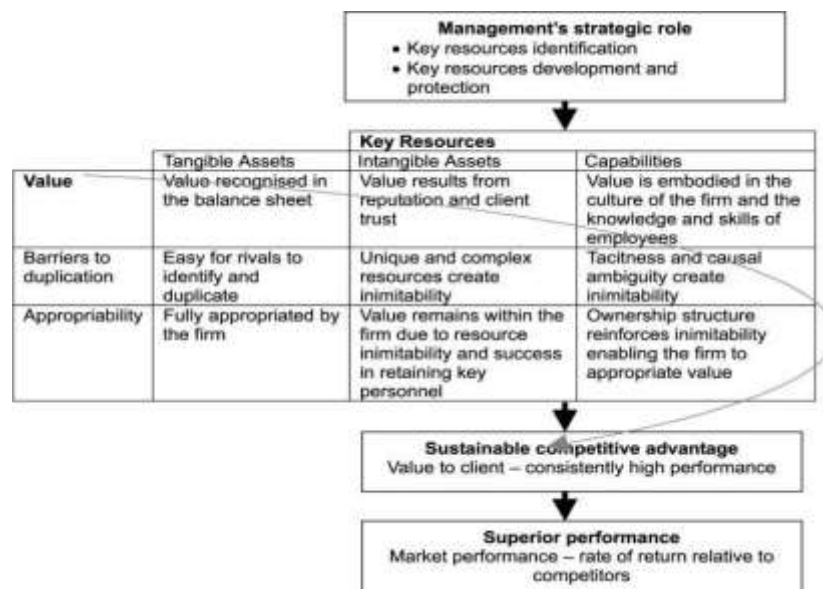 Management's strategic role
• Key resources identification
• Key resources development and
protection
Key Resources
Tangible Assets
Intangible Assets
Capabilities
Value
Value recognised in
the balance sheet
Value results from
reputation and client
trust
Value is embodied in the
culture of the firm and the
knowledge and skills of
employees
Barriers to
duplication
Easy for rivals to
identify and
duplicate
Unique and complex
resources create
inimitability
Tacitness and causal
ambiguity create
inimitability
Appropriability
Fully appropriated by
the firm
Value remains within the
firm due to resource
inimitability and success
in retaining key
personnel
Ownership structure
reinforces inimitability
enabling the firm to
appropriate value
Sustainable competitive advantage
Value to client – consistently high performance
Superior performance
Market performance – rate of return relative to
competitors